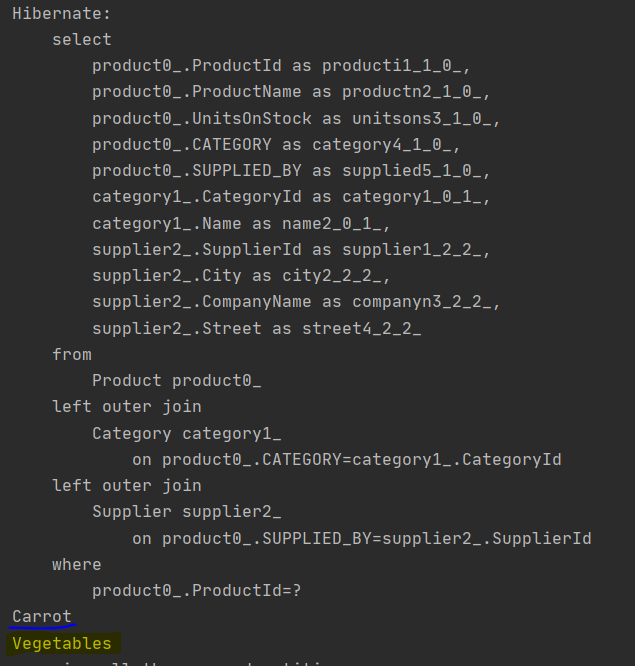 Hibernate:
select
product0_.ProductId as producti1_1_0_,
product0_.ProductName as productn2_1_0_,
product0_.UnitsOnStock as unitsons3_1_0_,
product0_.CATEGORY as category4_1_0_,
product0_.SUPPLIED_BY as supplied5_1_0_,
category1_.CategoryId as category1_0_1_,
category1_.Name as name2_0_1_,
supplier2_.SupplierId as supplier1_2_2_,
supplier2_.City as city2_2_2_,
supplier2_.CompanyName as companyn3_2_2_,
supplier2_.Street as street4_2_2_
from
Product product0_
left outer join
Category category1_
on product0_.CATEGORY=category1_.CategoryId
left outer join
Supplier supplier2_
on product0_.SUPPLIED_BY=supplier2_.SupplierId
where
product0_.ProductId=?
Carrot
Vegetables